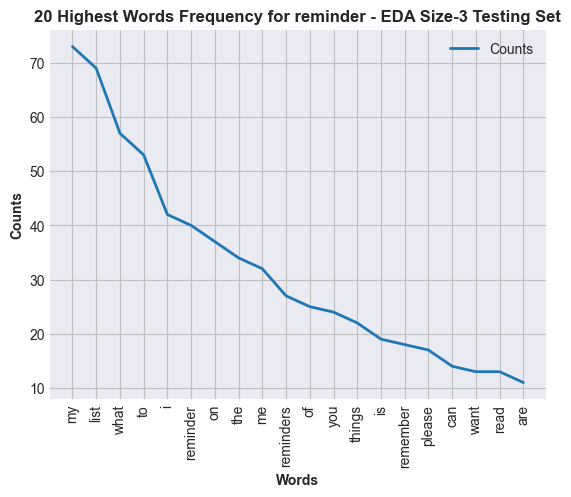 20 Highest Words Frequency for reminder - EDA Size-3 Testing Set
Counts
70
60
50
40
30
20
10
Counts
my
list
what
to
i
reminder
on
the
me
reminders
of
you
things
is
remember
please
can
want
read
are
Words